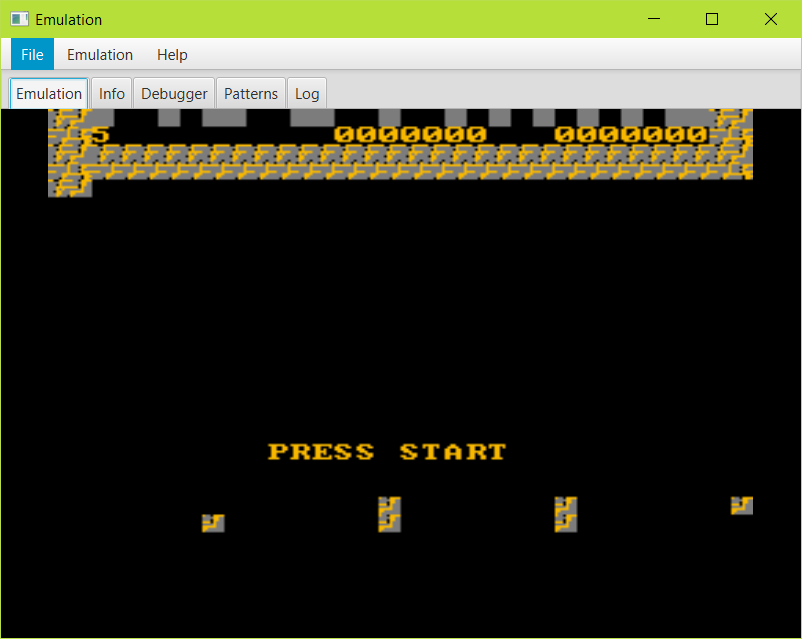 Emulation
File Emulation Help
Emulation Info Debugger Patterns Log
5 0000000 0000000
PRESS START